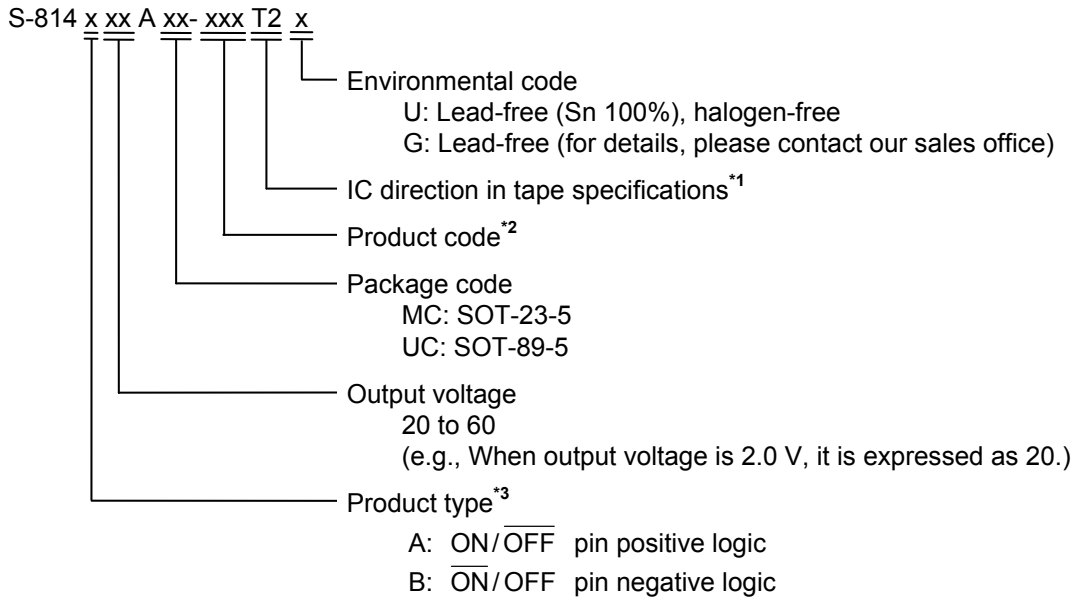 S-814 x xx A xx- xxx T2 x
Environmental code
U: Lead-free (Sn 100%), halogen-free
G: Lead-free (for details, please contact our sales office)
IC direction in tape specifications*1
Product code*2
Package code
MC: SOT-23-5
UC: SOT-89-5
Output voltage
20 to 60
(e.g., When output voltage is 2.0 V, it is expressed as 20.)
Product type*3
A: ON/OFF pin positive logic
B: ON/OFF pin negative logic